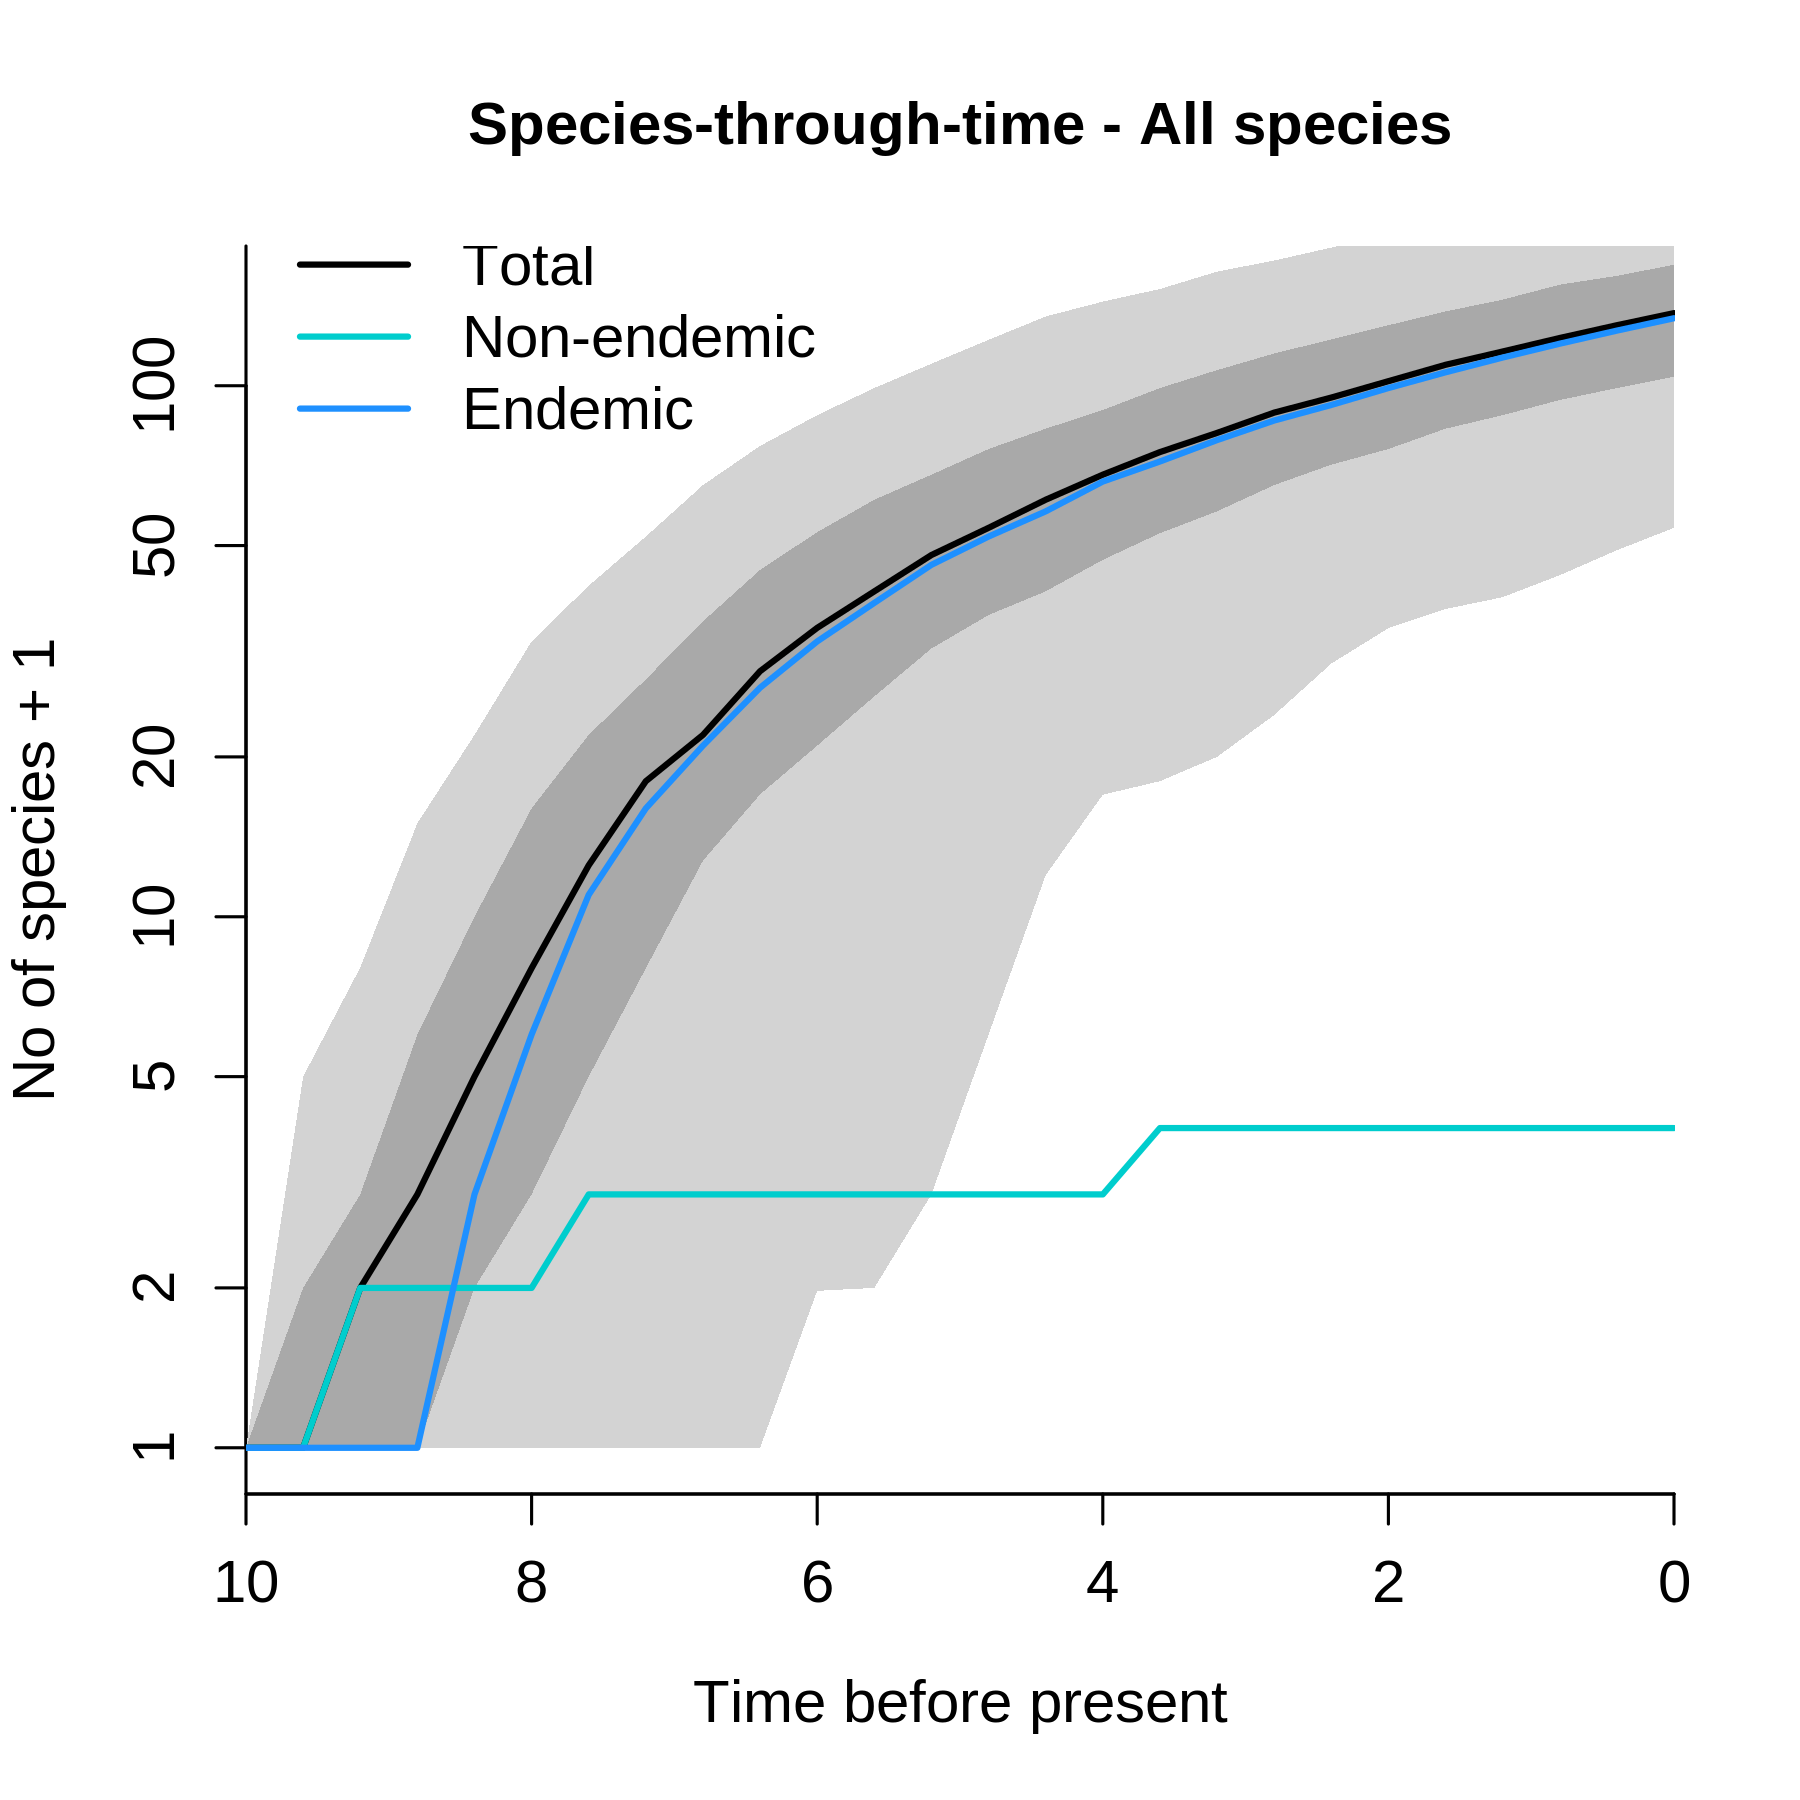 Species-through-time - All species
Total
Non-endemic
Endemic
No of species + 1
100
50
20
10
5
2
1
10 8 6 4 2 0
Time before present